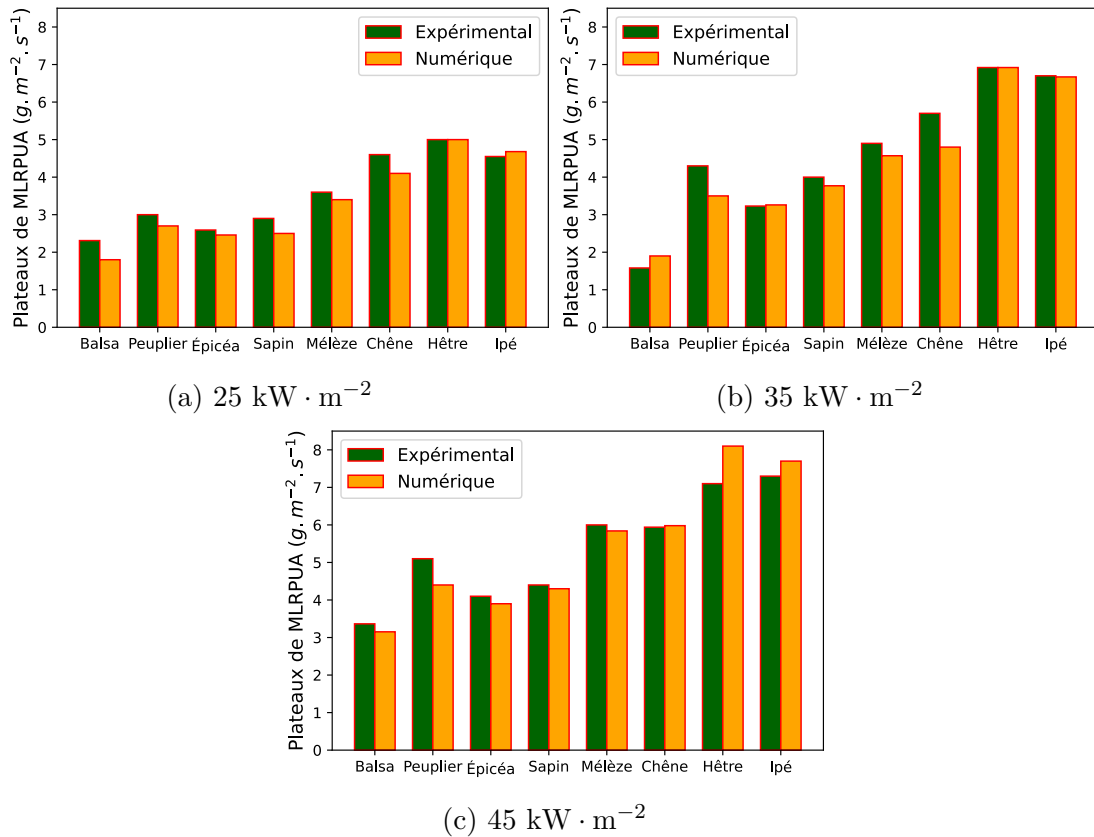 Plateaux de MLRPUA (g.m⁻².s⁻¹)
8
7
6
5
4
3
2
1
0
Expérimental
Numérique
Balsa Peuplier Épicéa Sapin Mélèze Chêne Hêtre Ipé
(a) 25 kW · m⁻²
Plateaux de MLRPUA (g.m⁻².s⁻¹)
8
7
6
5
4
3
2
1
0
Expérimental
Numérique
Balsa Peuplier Épicéa Sapin Mélèze Chêne Hêtre Ipé
(b) 35 kW · m⁻²
Plateaux de MLRPUA (g.m⁻².s⁻¹)
8
7
6
5
4
3
2
1
0
Expérimental
Numérique
Balsa Peuplier Épicéa Sapin Mélèze Chêne Hêtre Ipé
(c) 45 kW · m⁻²